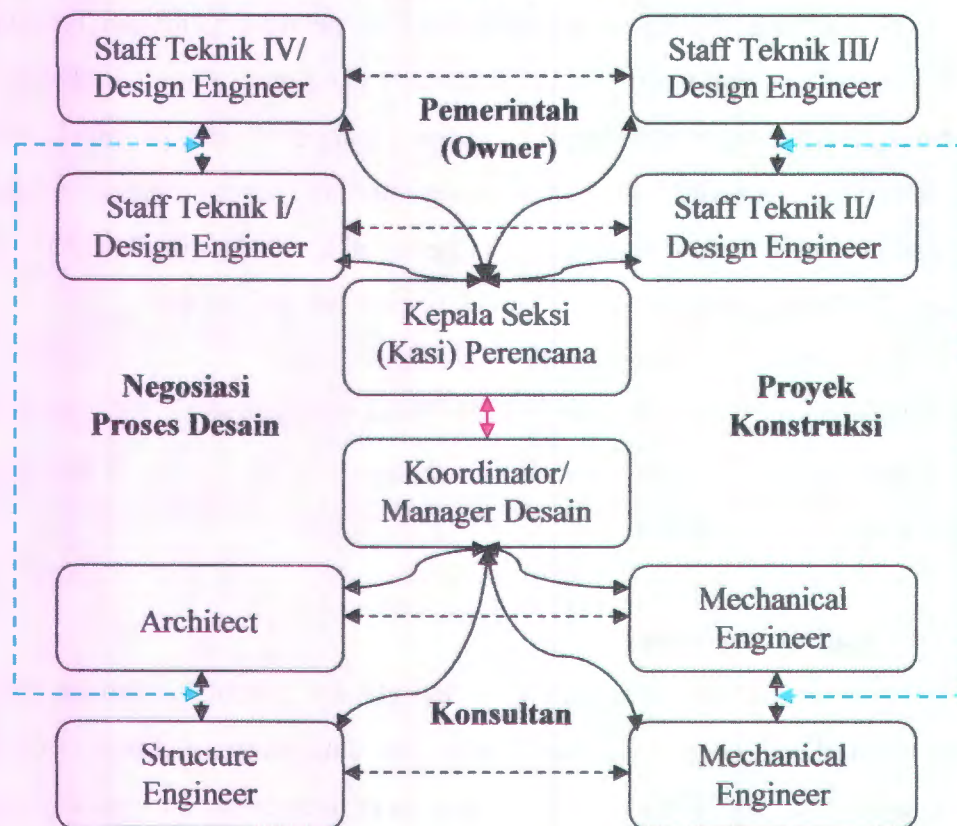 Staff Teknik IV/
Design Engineer
Staff Teknik III/
Design Engineer
Pemerintah
(Owner)
Staff Teknik I/
Design Engineer
Staff Teknik II/
Design Engineer
Kepala Seksi
(Kasi) Perencana
Negosiasi
Proses Desain
Proyek
Konstruksi
Koordinator/
Manager Desain
Architect
Mechanical
Engineer
Konsultan
Structure
Engineer
Mechanical
Engineer